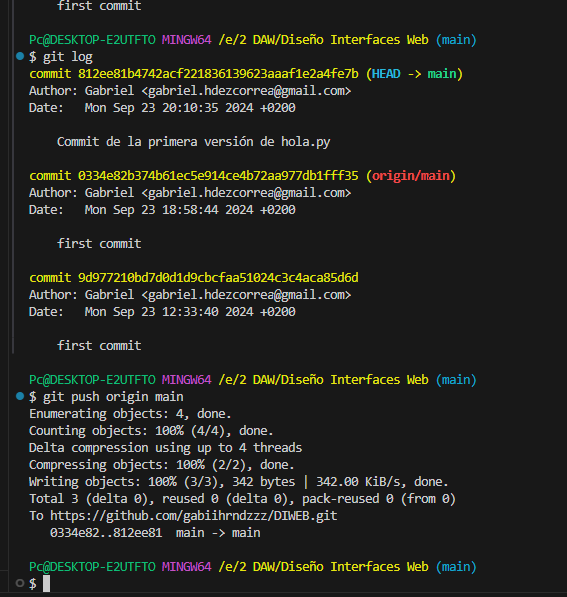 first commit
Pc@DESKTOP-E2UTFTO MINGW64 /e/2 DAW/Diseño Interfaces Web (main)
$ git log
commit 812ee81b4742acf221836139623aaaf1e2a4fe7b (HEAD -> main)
Author: Gabriel <gabriel.hdezcorrea@gmail.com>
Date:   Mon Sep 23 20:10:35 2024 +0200
Commit de la primera versión de hola.py
commit 0334e82b374b61ec5e914ce4b72aa977db1fff35 (origin/main)
Author: Gabriel <gabriel.hdezcorrea@gmail.com>
Date:   Mon Sep 23 18:58:44 2024 +0200
first commit
commit 9d977210bd7d0d1d9cbcfaa51024c3c4aca85d6d
Author: Gabriel <gabriel.hdezcorrea@gmail.com>
Date:   Mon Sep 23 12:33:40 2024 +0200
first commit
Pc@DESKTOP-E2UTFTO MINGW64 /e/2 DAW/Diseño Interfaces Web (main)
$ git push origin main
Enumerating objects: 4, done.
Counting objects: 100% (4/4), done.
Delta compression using up to 4 threads
Compressing objects: 100% (2/2), done.
Writing objects: 100% (3/3), 342 bytes | 342.00 KiB/s, done.
Total 3 (delta 0), reused 0 (delta 0), pack-reused 0 (from 0)
To https://github.com/gabiihrndzzz/DIWEB.git
0334e82..812ee81  main -> main
Pc@DESKTOP-E2UTFTO MINGW64 /e/2 DAW/Diseño Interfaces Web (main)
$